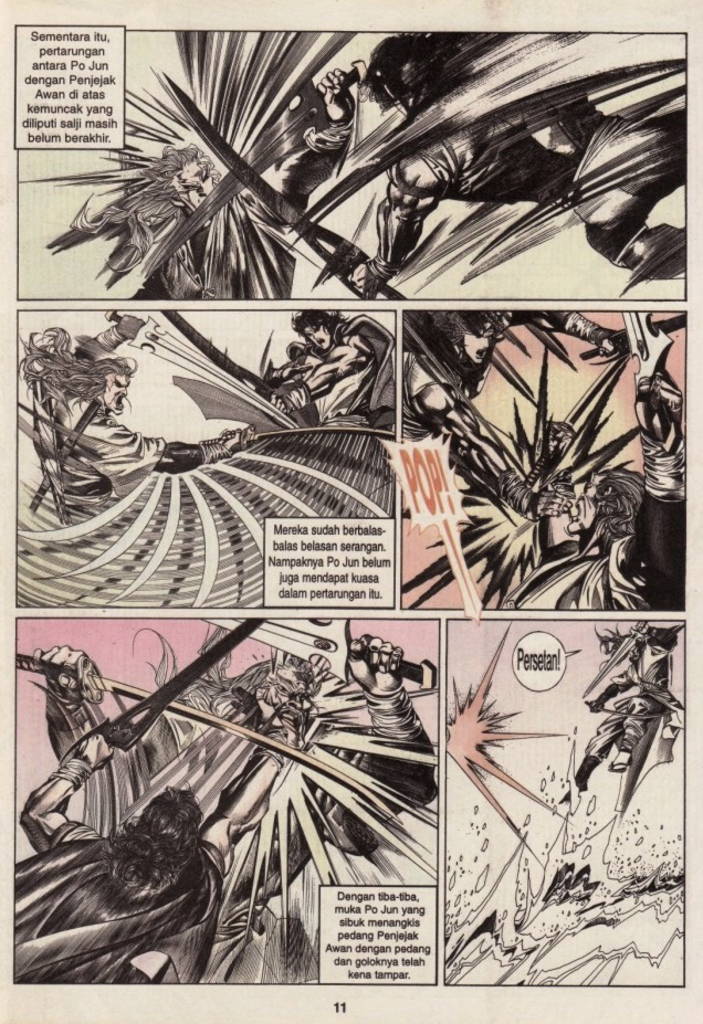 Sementara itu,
pertarungan
antara Po Jun
dengan Penjejak
Awan di atas
kemuncak yang
diliputi salji masih
belum berakhir.
Mereka sudah berbalas-
balas belasan serangan.
Nampaknya Po Jun belum
juga mendapat kuasa
dalam pertarungan itu.
POP!
Dengan tiba-tiba,
muka Po Jun yang
sibuk menangkis
pedang Penjejak
Awan dengan pedang
dan goloknya telah
kena tampar.
Persetan!
11